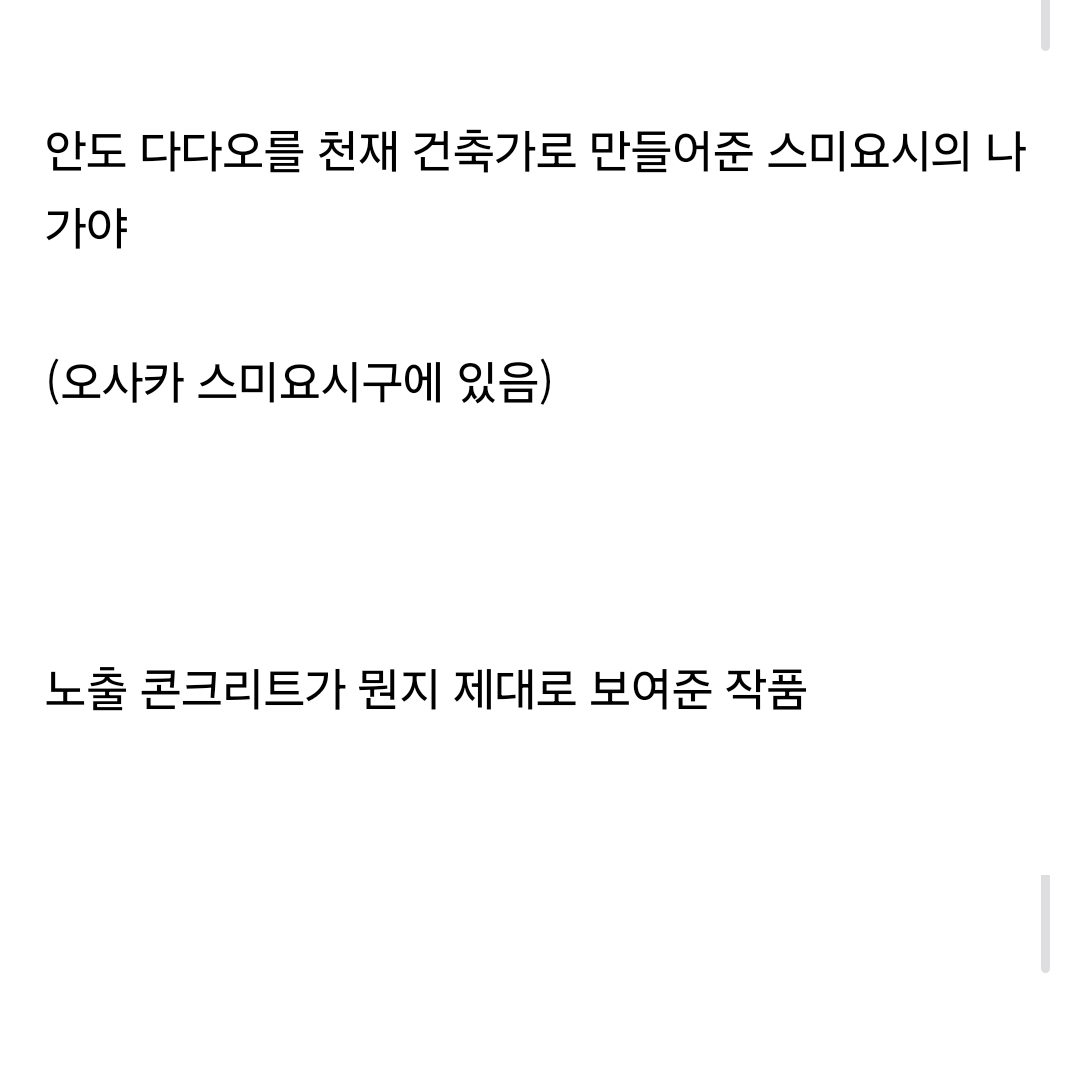 안도 다다오를 천재 건축가로 만들어준 스미요시의 나
가야
(오사카 스미요시구에 있음)
노출 콘크리트가 뭔지 제대로 보여준 작품